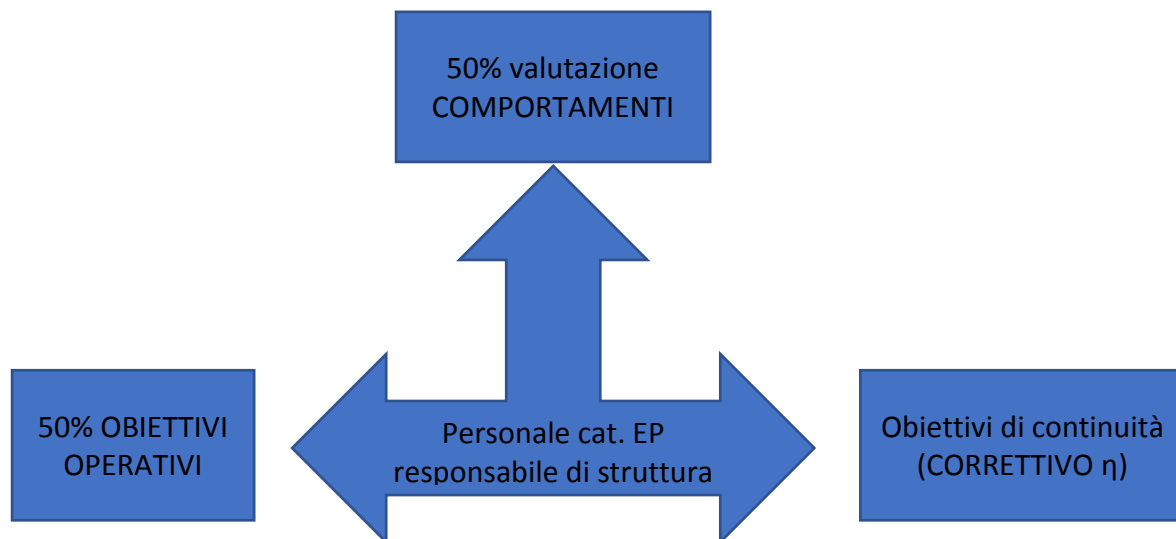 50% valutazione
COMPORTAMENTI
50% OBIETTIVI
OPERATIVI
Personale cat. EP
responsabile di struttura
Obiettivi di continuità
(CORRETTIVO η)